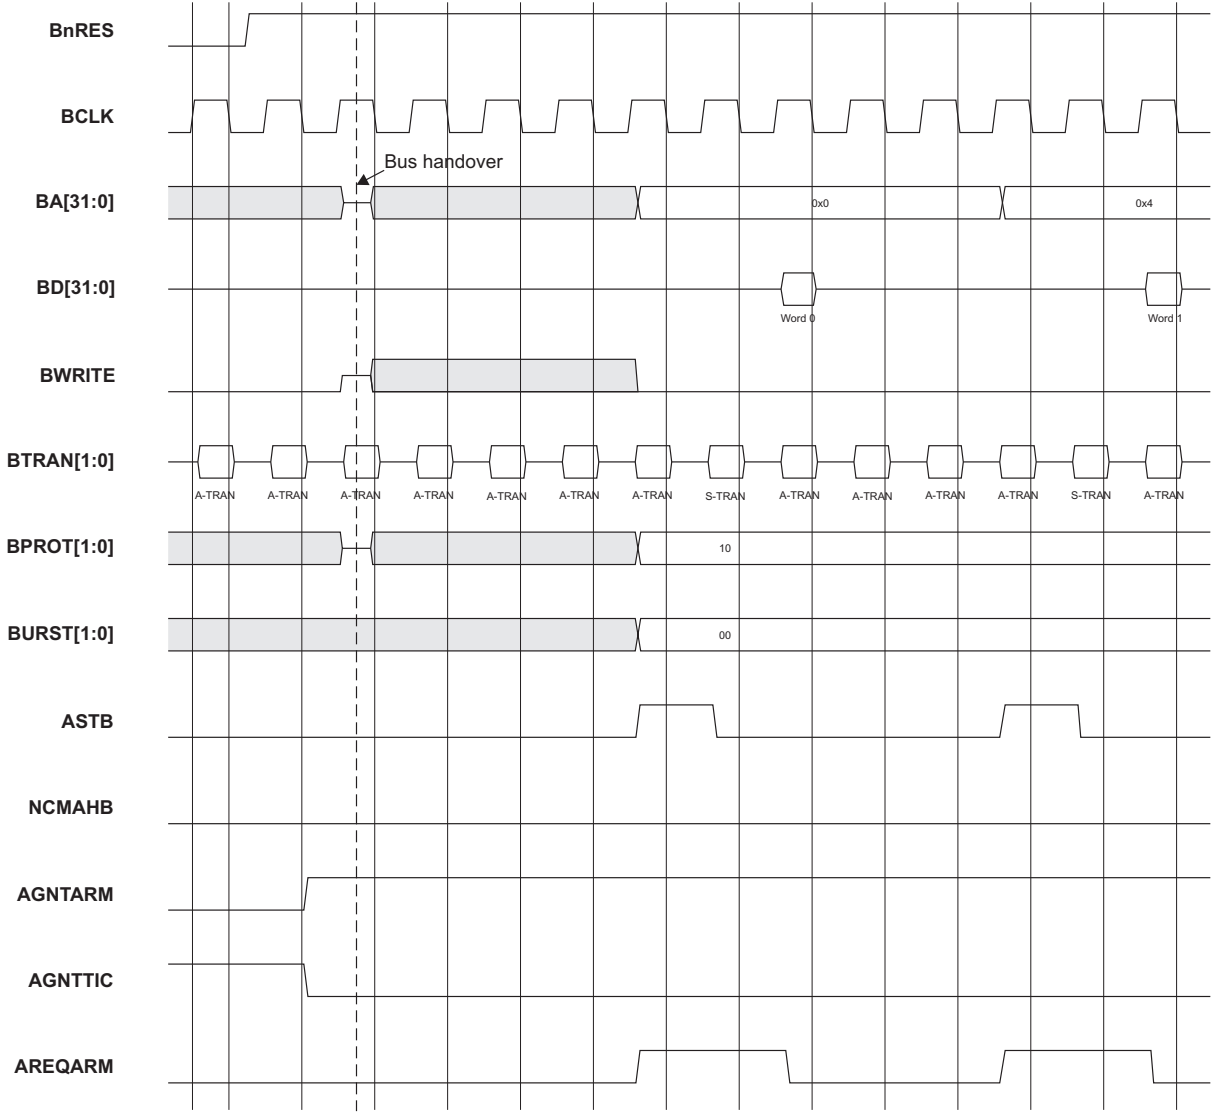 BnRES
BCLK
Bus handover
BA[31:0]
0x0
0x4
BD[31:0]
Word 0
Word 1
BWRITE
BTRAN[1:0]
A-TRAN A-TRAN A-TRAN A-TRAN A-TRAN A-TRAN A-TRAN S-TRAN A-TRAN A-TRAN A-TRAN A-TRAN S-TRAN A-TRAN
BPROT[1:0]
10
BURST[1:0]
00
ASTB
NCMAHB
AGNTARM
AGNTTIC
AREQARM